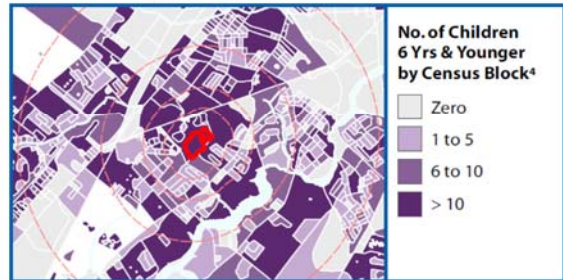 No. of Children
6 Yrs & Younger
by Census Block⁴
Zero
1 to 5
6 to 10
> 10